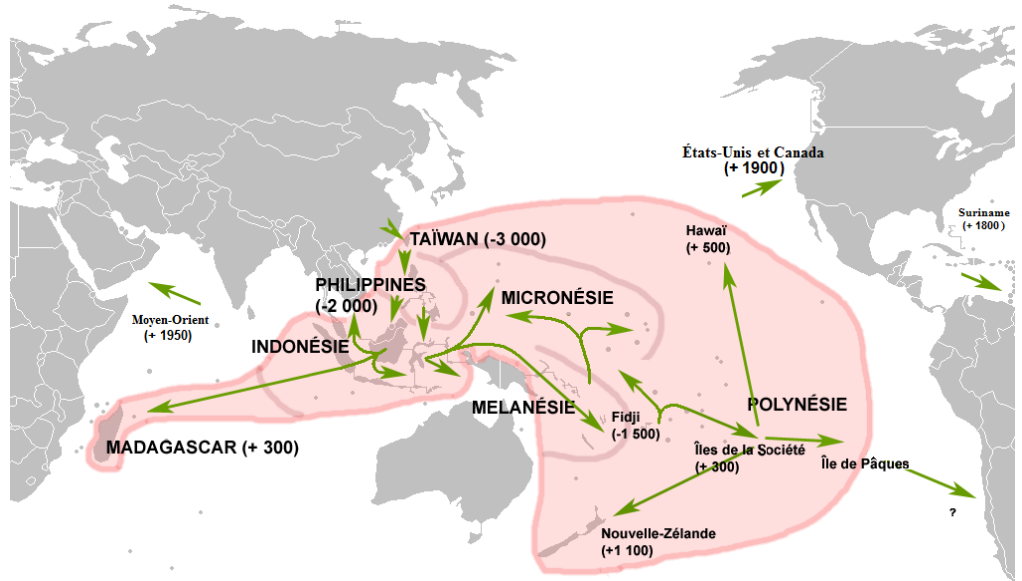 États-Unis et Canada
(+ 1900)
Suriname
(+ 1800)
Hawaï
(+ 500)
TAÏWAN (-3 000)
PHILIPPINES
(-2 000)
MICRONÉSIE
Moyen-Orient
(+ 1950)
INDONÉSIE
MELANÉSIE
Fidji
(-1 500)
POLYNÉSIE
MADAGASCAR (+ 300)
Îles de la Société
(+ 300)
Île de Pâques
?
Nouvelle-Zélande
(+1 100)